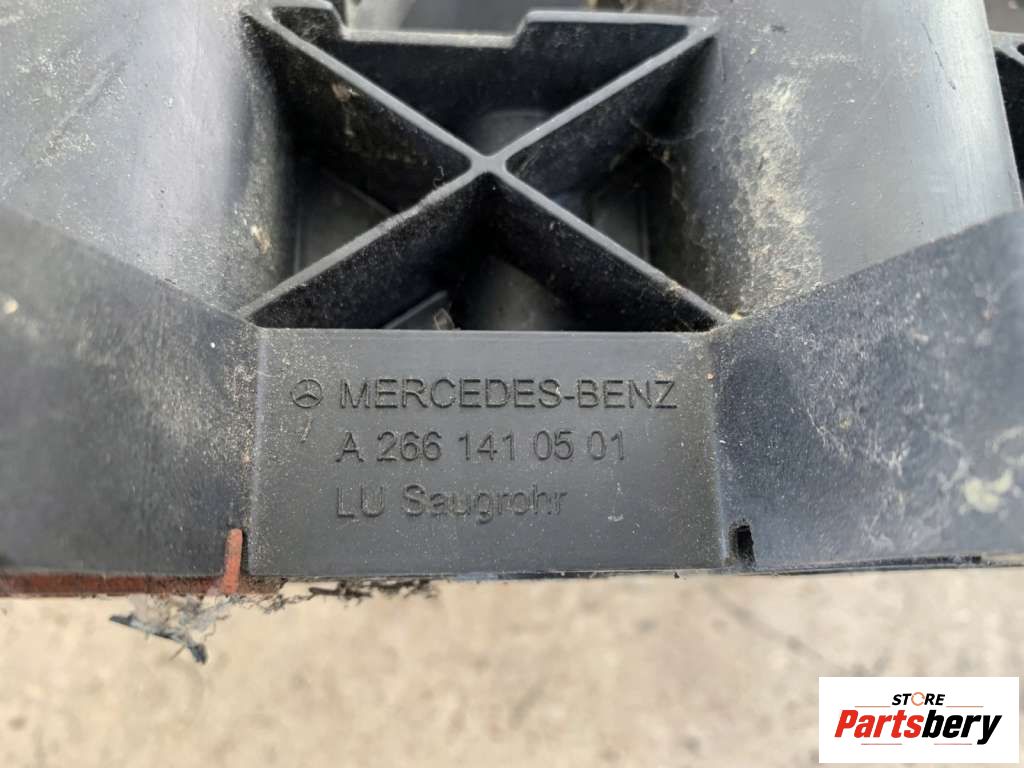 MERCEDES-BENZ
A 266 141 05 01
LU Saugrohr
STORE
Partsbery